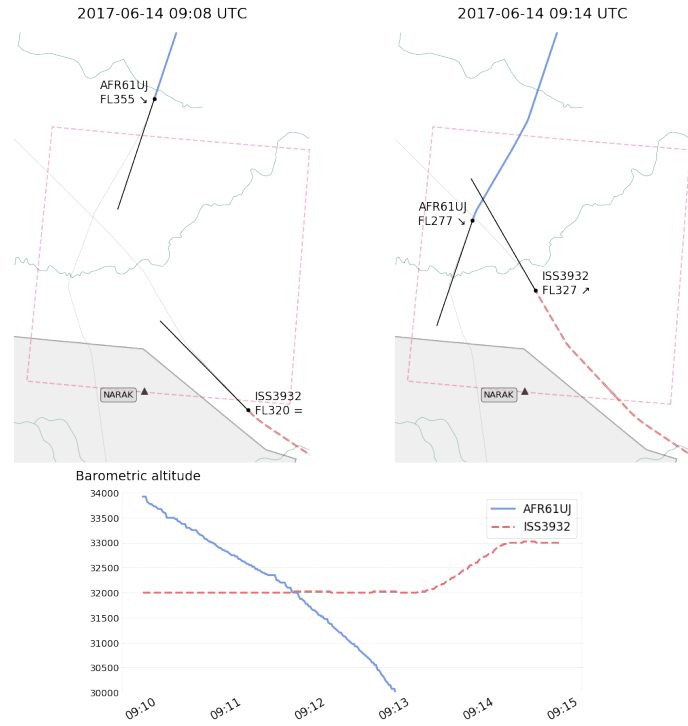 2017-06-14 09:08 UTC
2017-06-14 09:14 UTC
AFR61UJ
FL355 ↘
ISS3932
FL320 =
NARAK
AFR61UJ
FL277 ↘
ISS3932
FL327 ↗
NARAK
Barometric altitude
34000
33500
33000
32500
32000
31500
31000
30500
30000
AFR61UJ
ISS3932
09:10
09:11
09:12
09:13
09:14
09:15